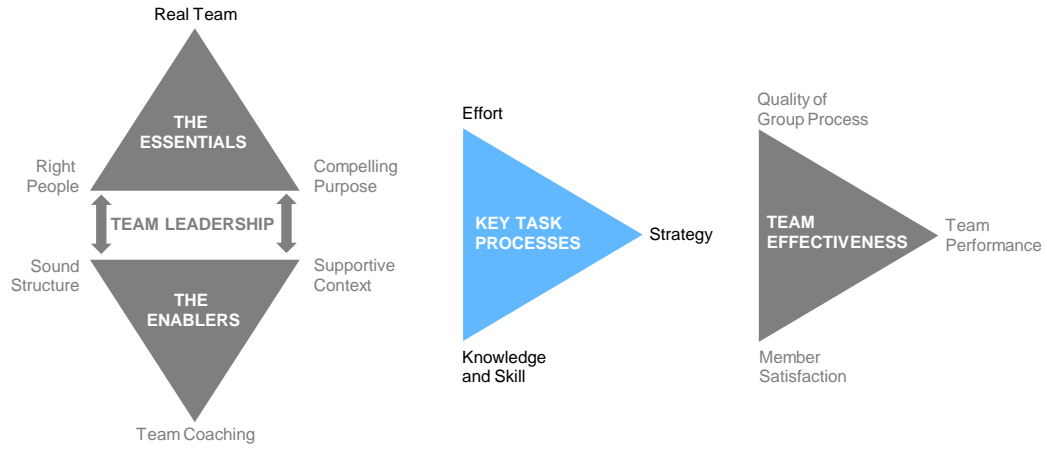 Real Team
THE
ESSENTIALS
Right
People
Compelling
Purpose
TEAM LEADERSHIP
Sound
Structure
Supportive
Context
THE
ENABLERS
Team Coaching
Effort
KEY TASK
PROCESSES
Strategy
Knowledge
and Skill
Quality of
Group Process
TEAM
EFFECTIVENESS
Team
Performance
Member
Satisfaction